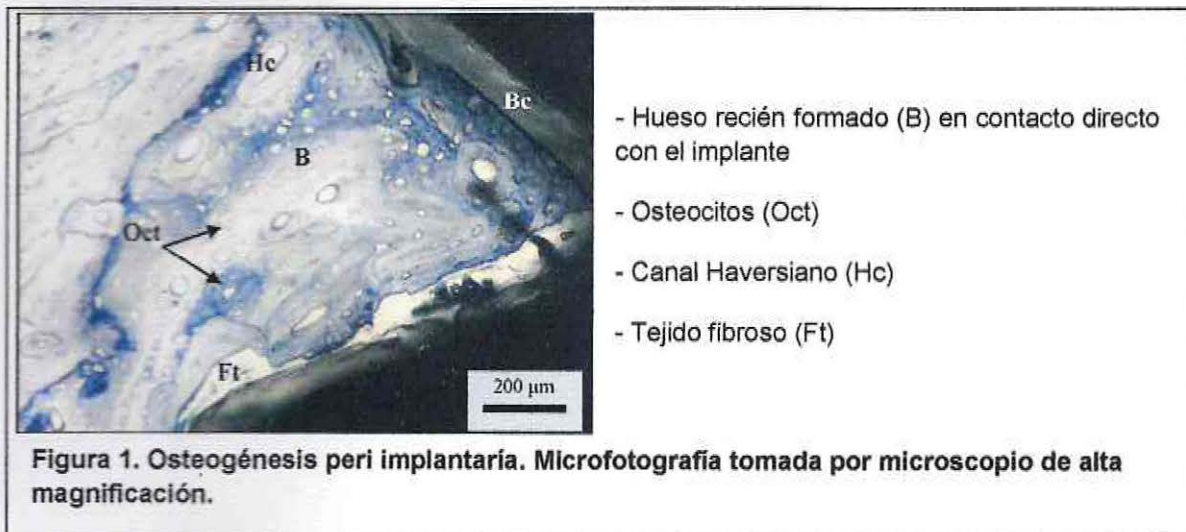 Hc
Bc
B
Oct
Ft
200 µm
- Hueso recién formado (B) en contacto directo
con el implante
- Osteocitos (Oct)
- Canal Haversiano (Hc)
- Tejido fibroso (Ft)
Figura 1. Osteogénesis peri implantaría. Microfotografía tomada por microscopio de alta
magnificación.